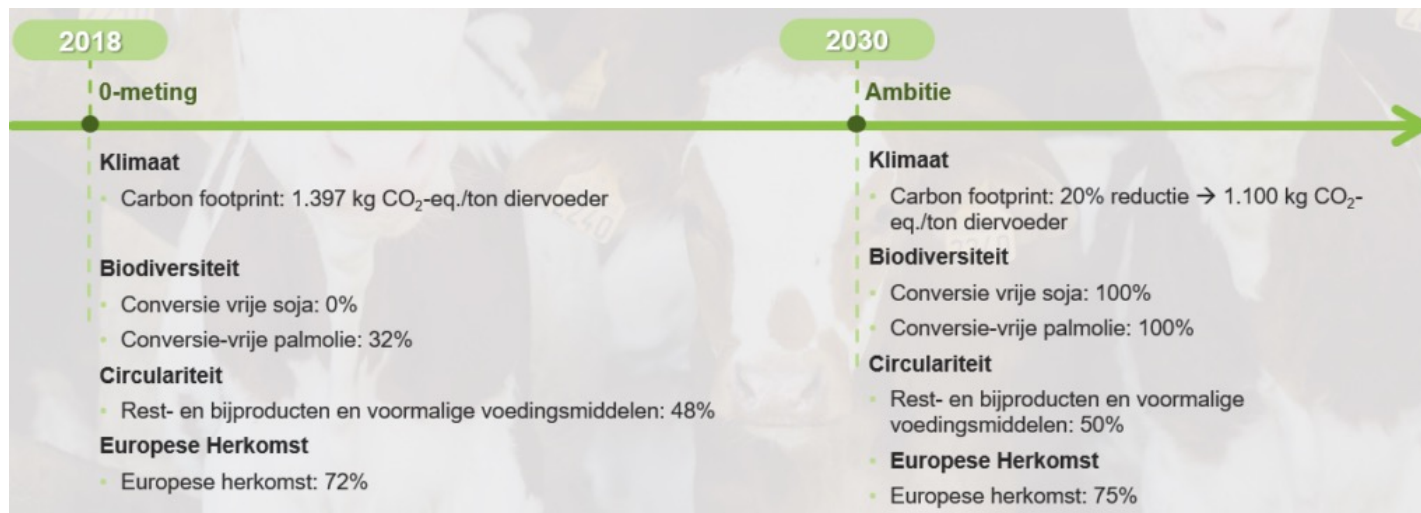 2018
0-meting
Klimaat
Carbon footprint: 1.397 kg CO₂-eq./ton diervoeder
Biodiversiteit
Conversie vrije soja: 0%
Conversie-vrije palmolie: 32%
Circulariteit
Rest- en bijproducten en voormalige voedingsmiddelen: 48%
Europese Herkomst
Europese herkomst: 72%
2030
Ambitie
Klimaat
Carbon footprint: 20% reductie → 1.100 kg CO₂-
eq./ton diervoeder
Biodiversiteit
Conversie vrije soja: 100%
Conversie-vrije palmolie: 100%
Circulariteit
Rest- en bijproducten en voormalige
voedingsmiddelen: 50%
Europese Herkomst
Europese herkomst: 75%
2240